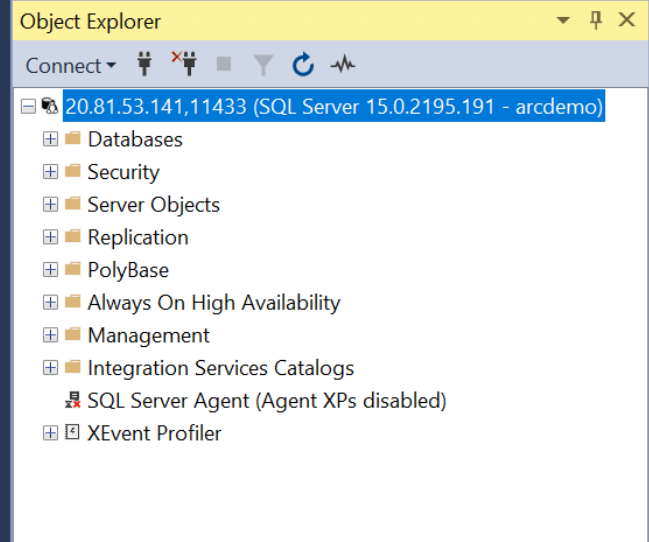 Object Explorer
Connect
20.81.53.141,11433 (SQL Server 15.0.2195.191 - arcdemo)
Databases
Security
Server Objects
Replication
PolyBase
Always On High Availability
Management
Integration Services Catalogs
SQL Server Agent (Agent XPs disabled)
XEvent Profiler